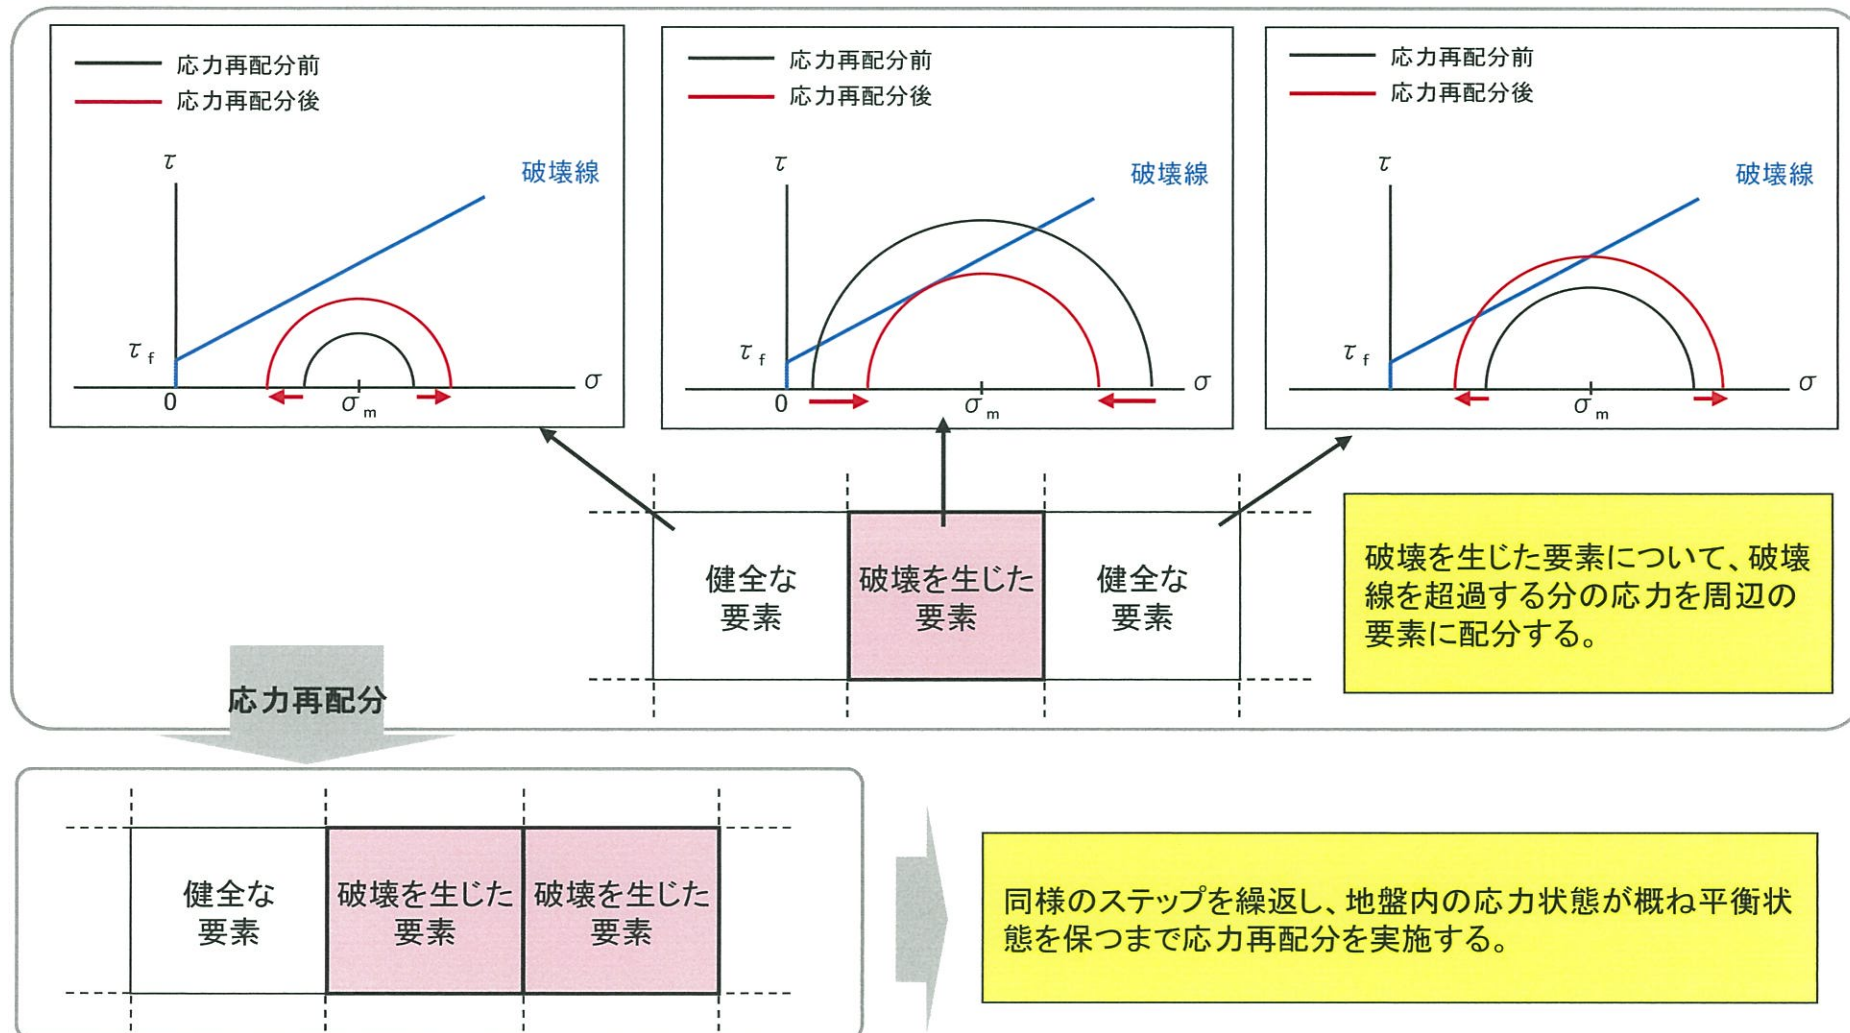 応力再配分前
応力再配分後
τ
破壊線
τf
0
σm
σ
応力再配分前
応力再配分後
τ
破壊線
τf
0
σm
σ
応力再配分前
応力再配分後
τ
破壊線
τf
σm
σ
健全な
要素
破壊を生じた
要素
健全な
要素
破壊を生じた要素について、破壊
線を超過する分の応力を周辺の
要素に配分する。
応力再配分
健全な
要素
破壊を生じた
要素
破壊を生じた
要素
同様のステップを繰返し、地盤内の応力状態が概ね平衡状
態を保つまで応力再配分を実施する。